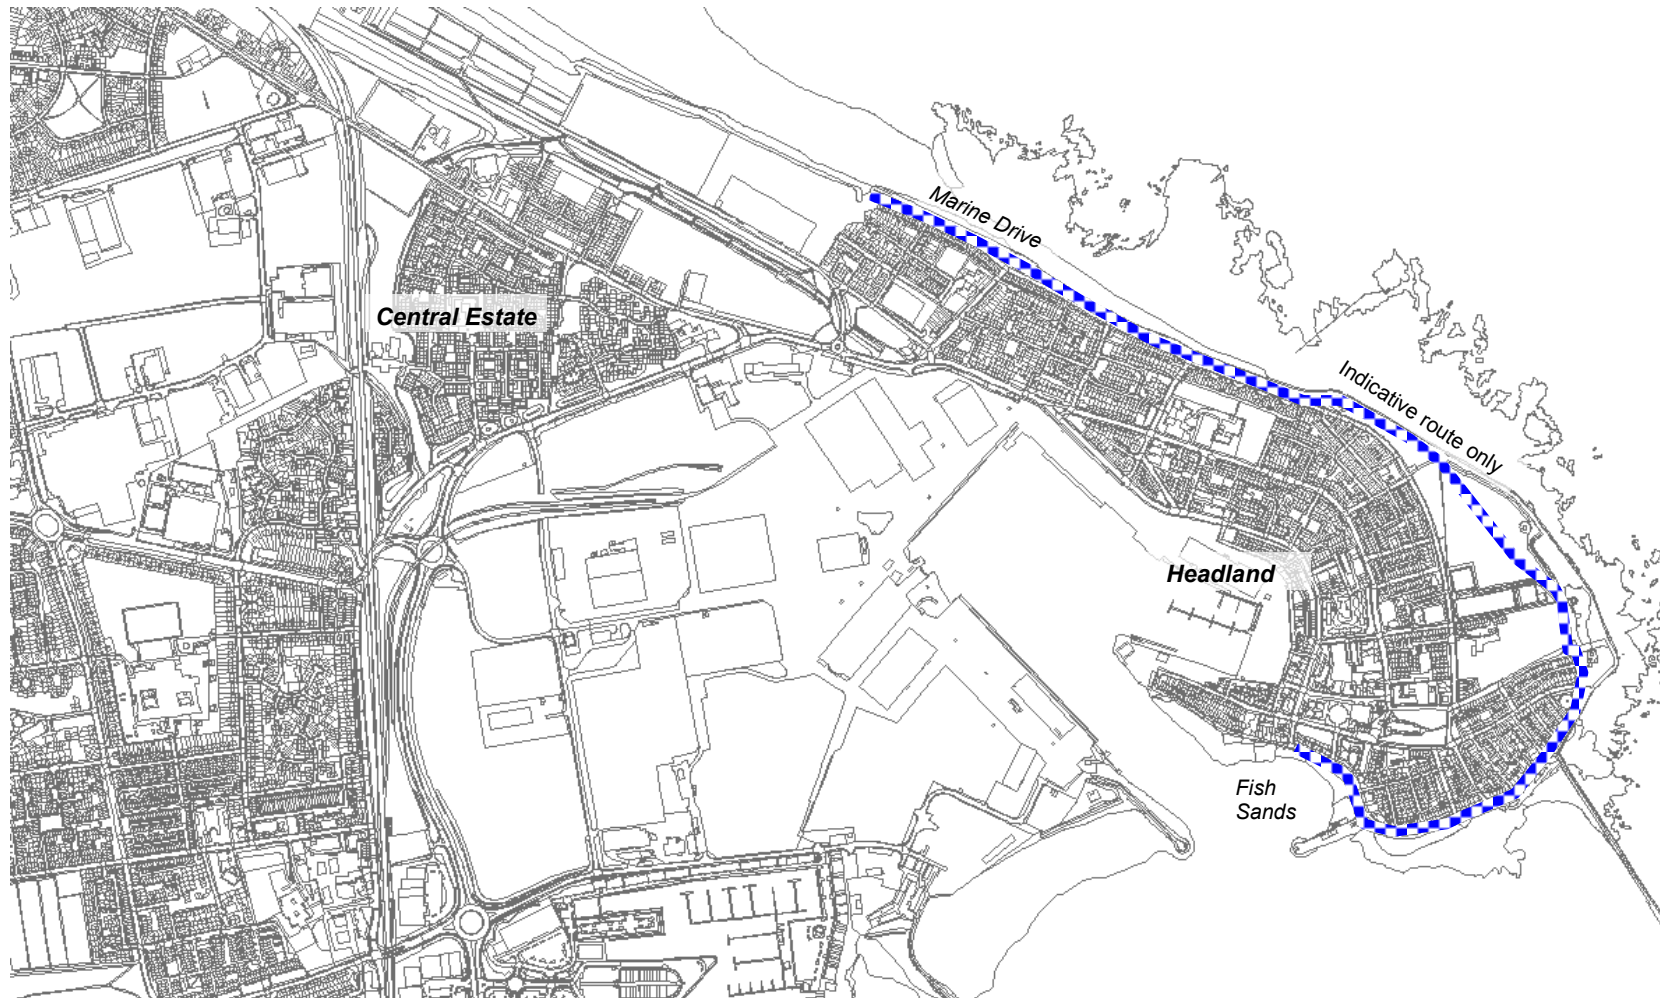 Marine Drive
Central Estate
Indicative route only
Headland
Fish
Sands